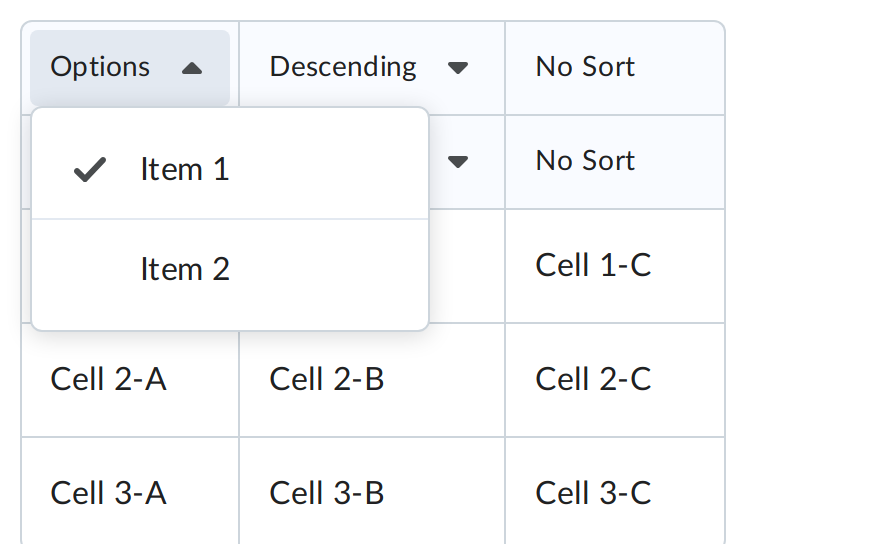 Options Descending No Sort
Item 1 No Sort
Item 2 Cell 1-C
Cell 2-A Cell 2-B Cell 2-C
Cell 3-A Cell 3-B Cell 3-C